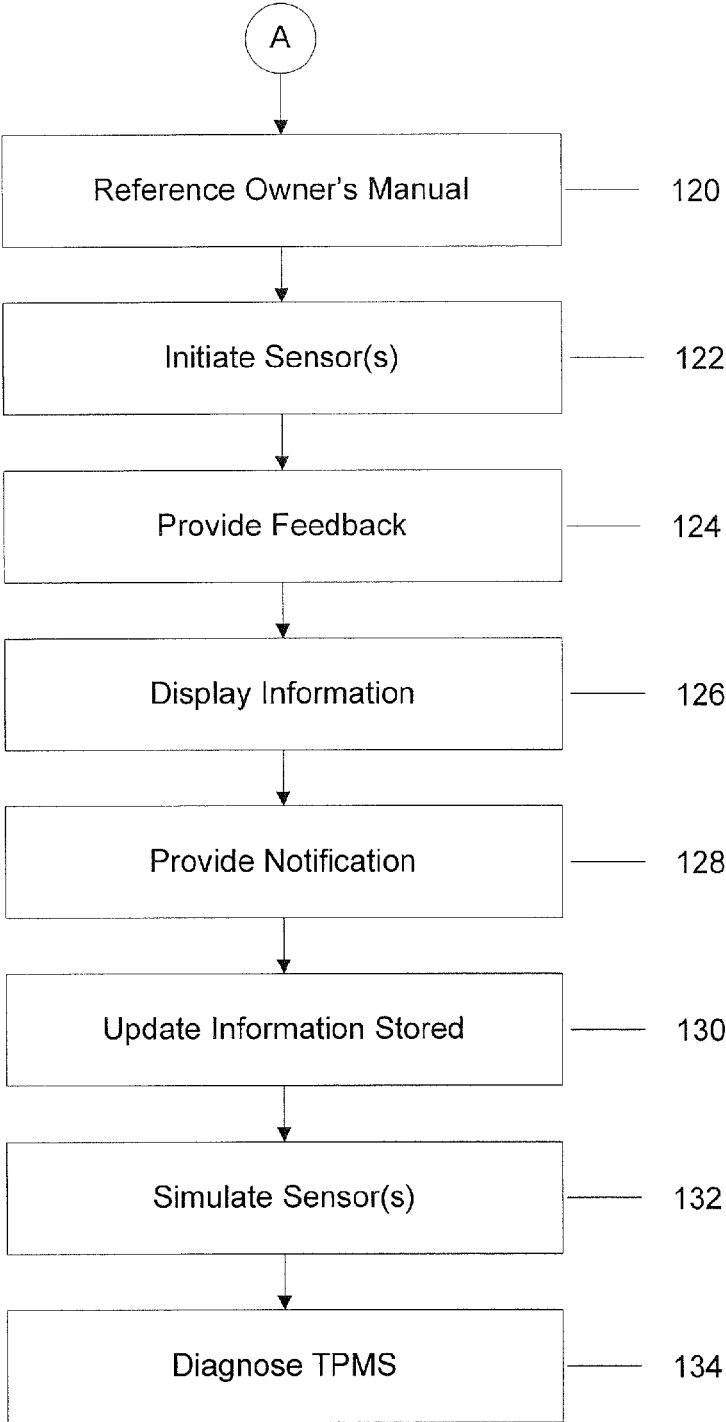 A
Reference Owner's Manual 120
Initiate Sensor(s) 122
Provide Feedback 124
Display Information 126
Provide Notification 128
Update Information Stored 130
Simulate Sensor(s) 132
Diagnose TPMS 134